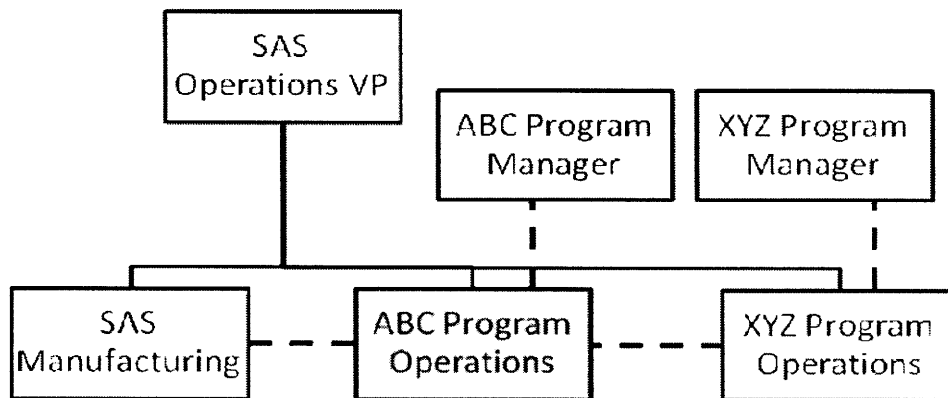 SAS
Operations VP
ABC Program
Manager
XYZ Program
Manager
SAS
Manufacturing
ABC Program
Operations
XYZ Program
Operations